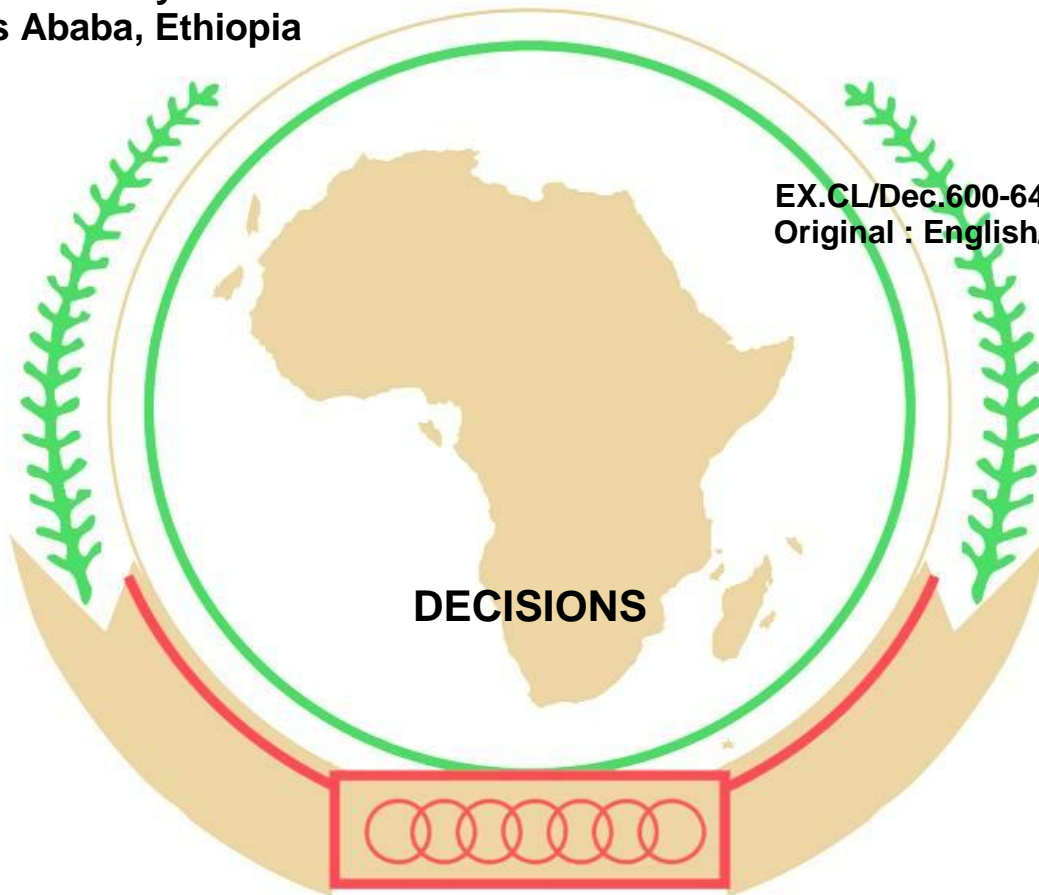 Ababa, Ethiopia
EX.CL/Dec.600-64
Original : English/
DECISIONS